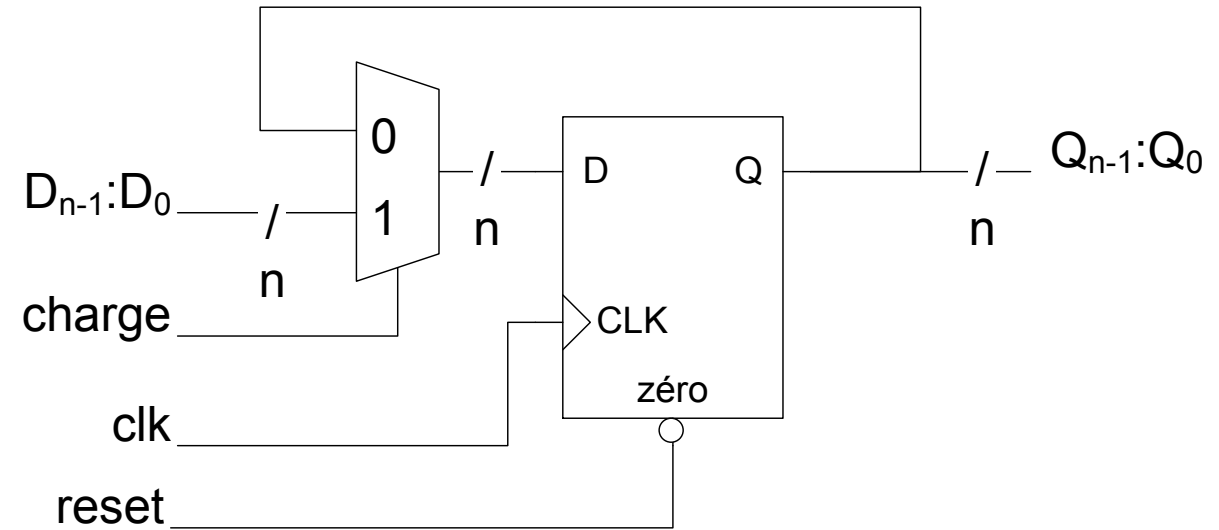 0
D Q
D_{n-1}:D_0 / n
1
/ n
/ n
Q_{n-1}:Q_0
charge
CLK
zéro
clk
reset